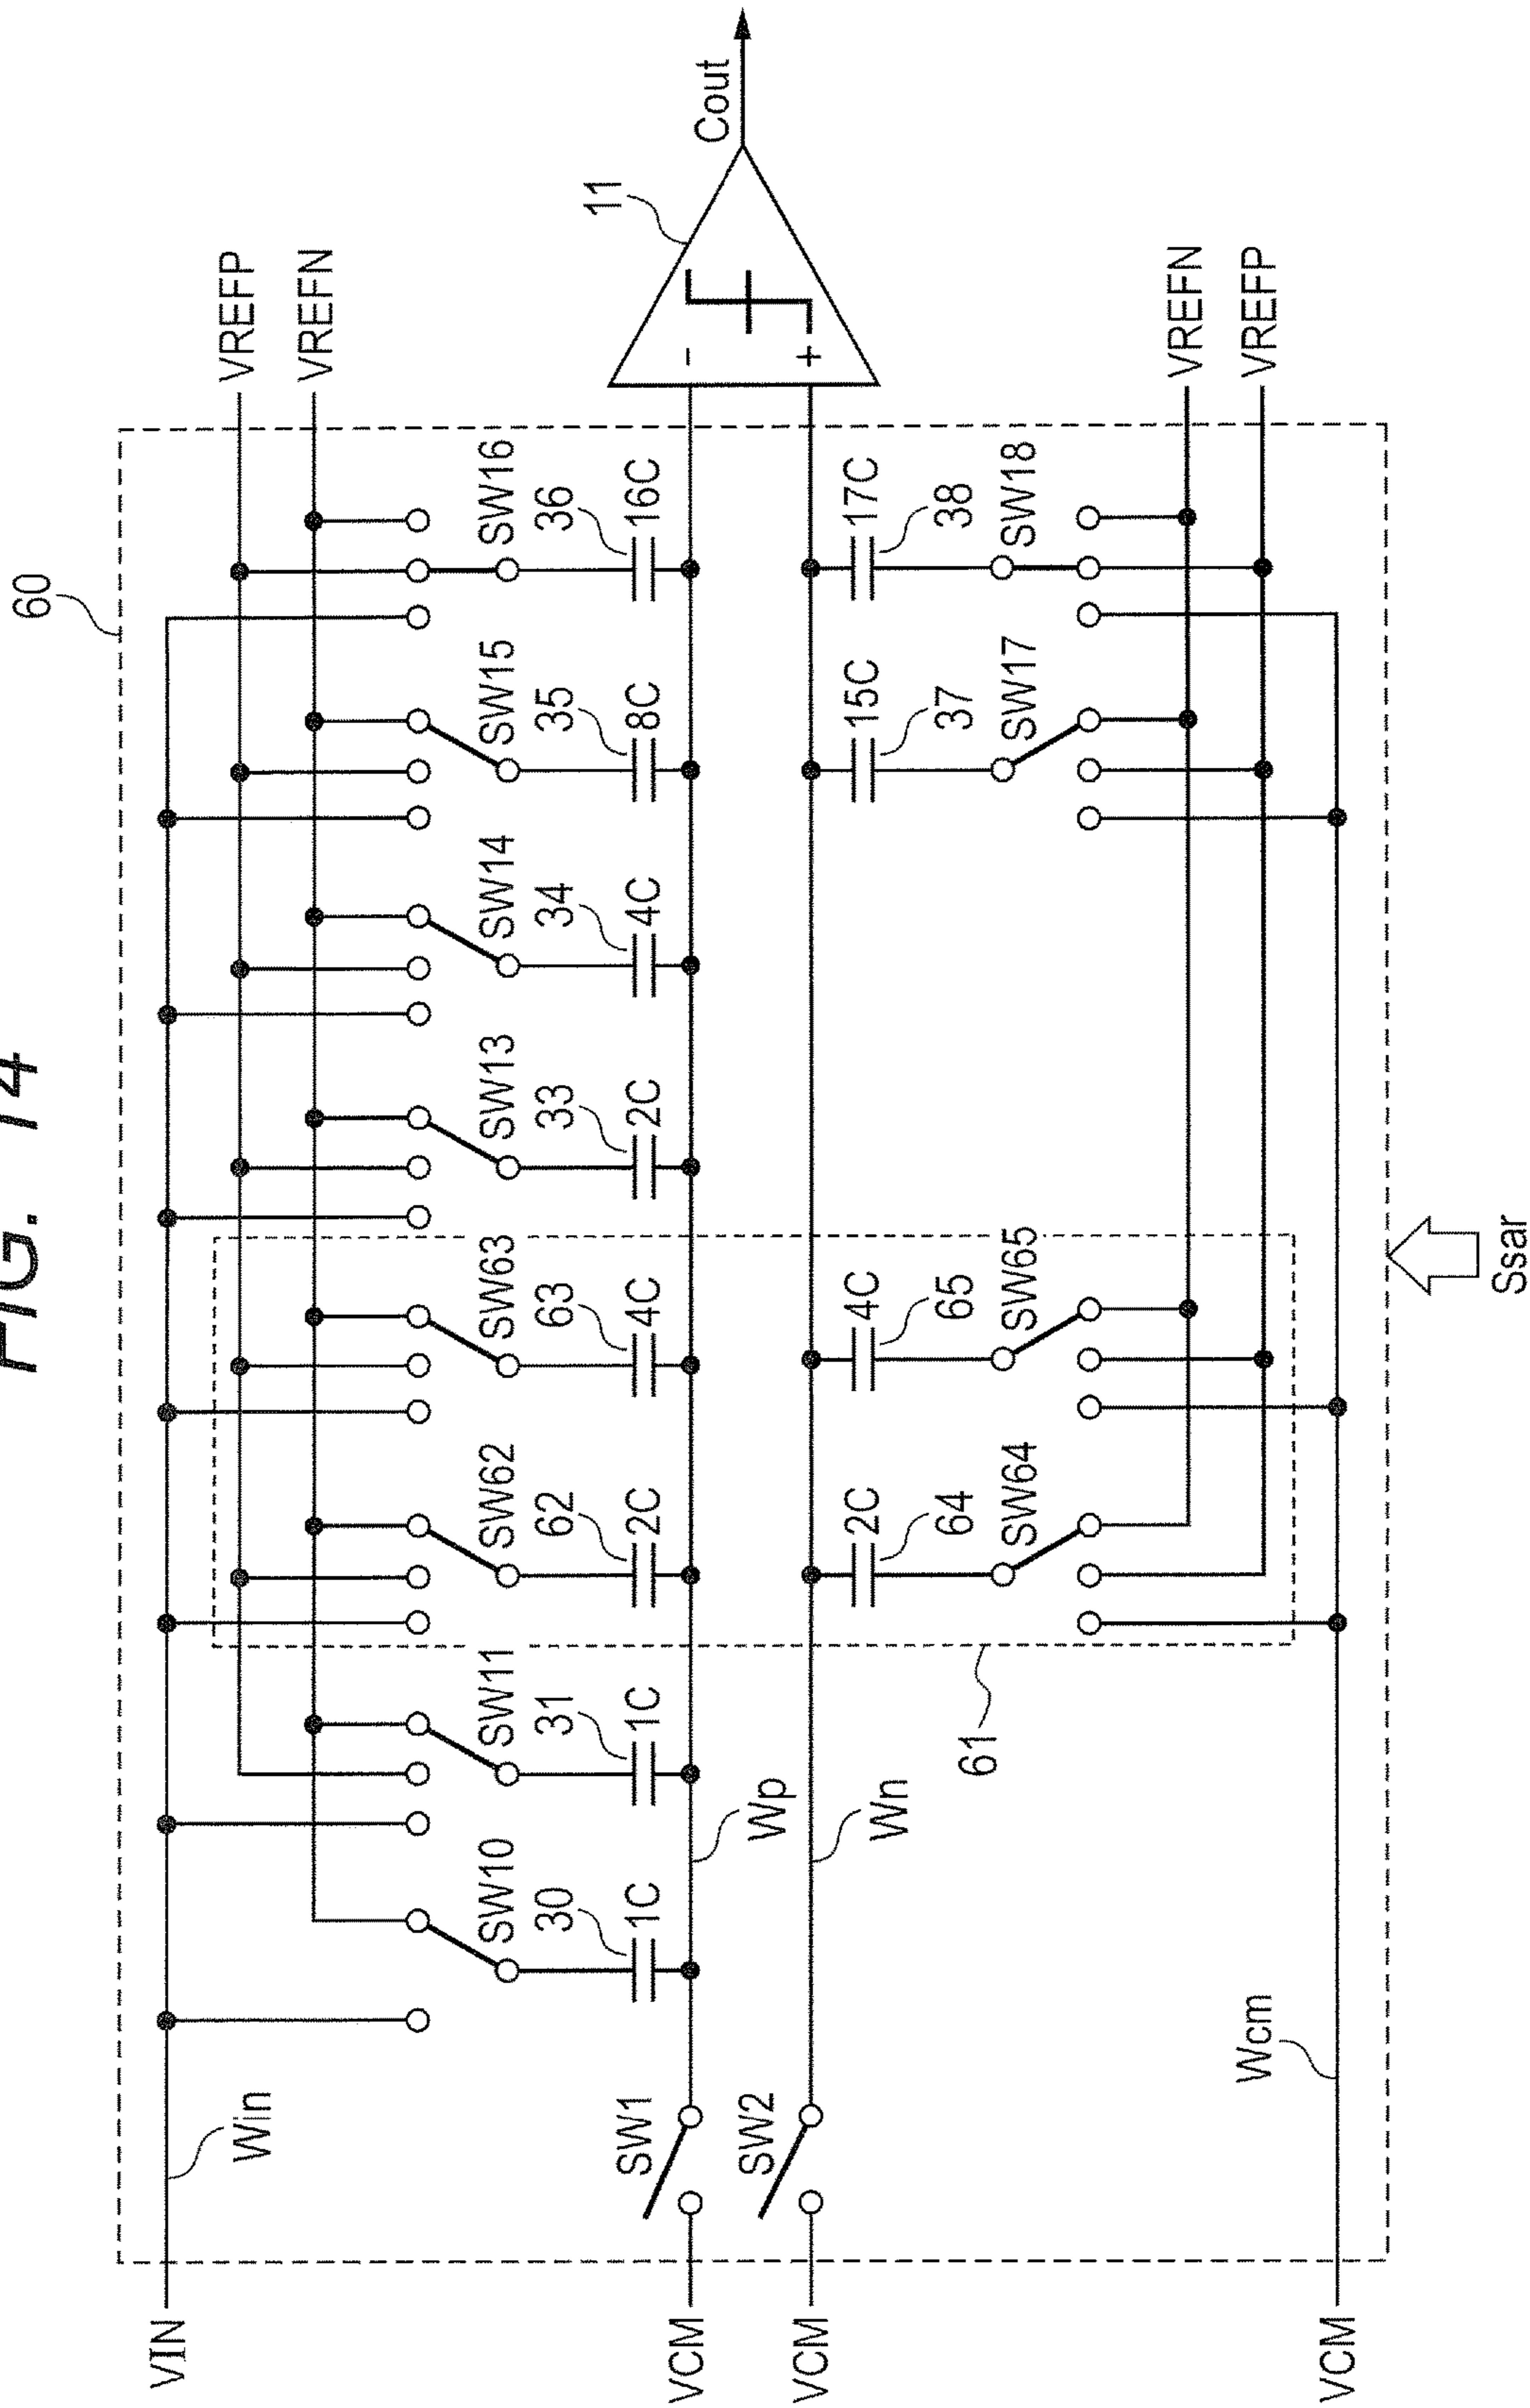 FIG. 14
60
VIN
Win
VREFP
VREFN
SW10
SW11
SW62
SW63
SW13
SW14
SW15
SW16
30
31
62
63
33
34
35
36
1C
1C
2C
4C
2C
4C
8C
16C
11
Cout
-
+
VCM
SW1
Wp
VCM
SW2
Wn
2C
4C
15C
17C
64
65
37
38
SW64
SW65
SW17
SW18
61
VREFN
VREFP
VCM
Wcm
Ssar